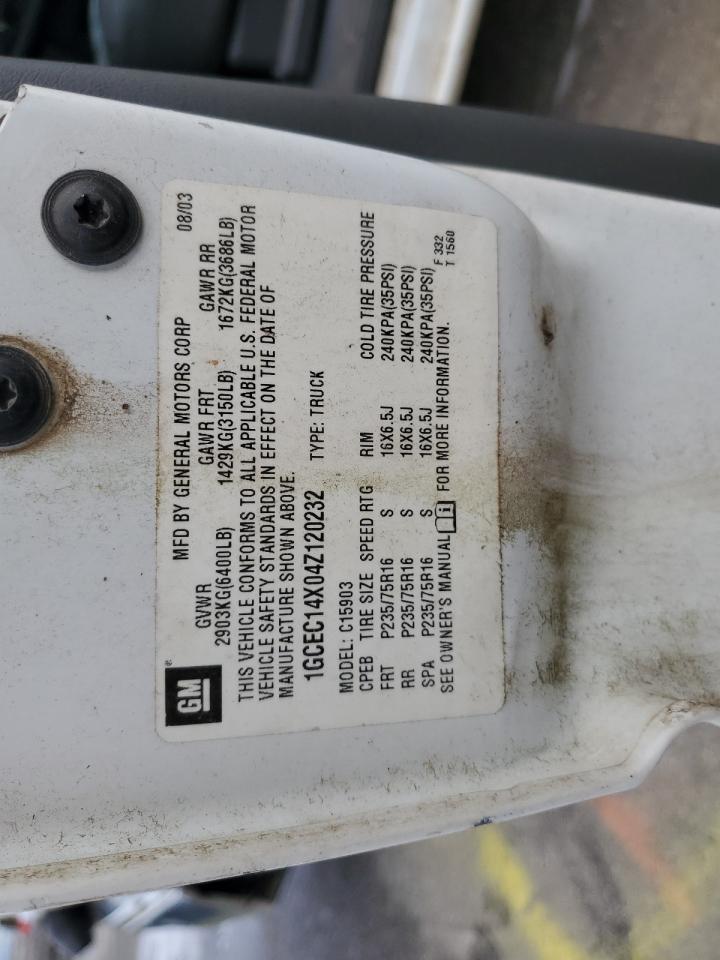 GM®
MFD BY GENERAL MOTORS CORP 08/03
GVWR GAWR FRT GAWR RR
2903KG(6400LB) 1429KG(3150LB) 1672KG(3686LB)
THIS VEHICLE CONFORMS TO ALL APPLICABLE U.S. FEDERAL MOTOR
VEHICLE SAFETY STANDARDS IN EFFECT ON THE DATE OF
MANUFACTURE SHOWN ABOVE.
1GCEC14X04Z120232 TYPE: TRUCK
MODEL: C15903
CPEB TIRE SIZE SPEED RTG RIM COLD TIRE PRESSURE
FRT P235/75R16 S 16X6.5J 240KPA(35PSI)
RR P235/75R16 S 16X6.5J 240KPA(35PSI)
SPA P235/75R16 S 16X6.5J 240KPA(35PSI)
SEE OWNER'S MANUAL i FOR MORE INFORMATION.
F 332
T 1560